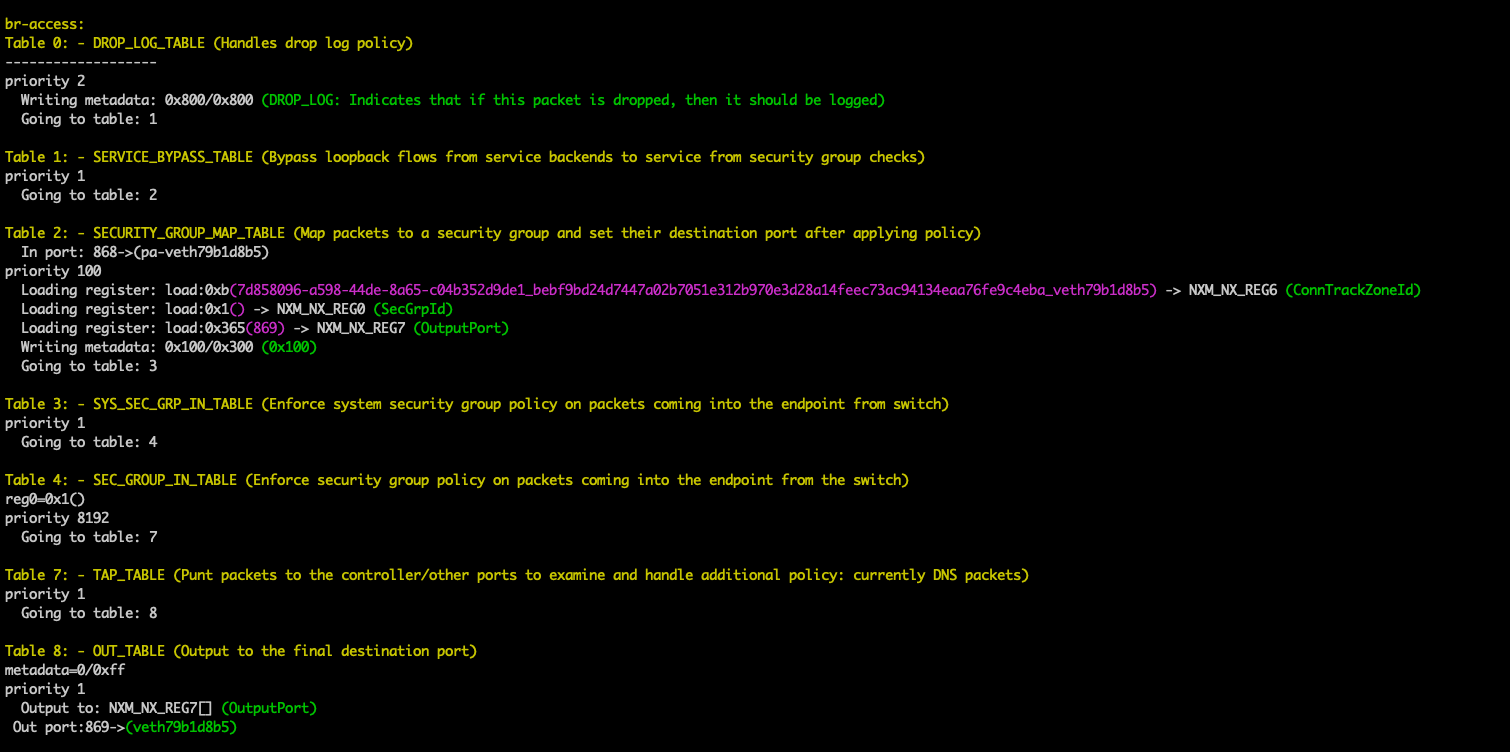 br-access:
Table 0: - DROP_LOG_TABLE (Handles drop log policy)
-------------------
priority 2
  Writing metadata: 0x800/0x800 (DROP_LOG: Indicates that if this packet is dropped, then it should be logged)
  Going to table: 1

Table 1: - SERVICE_BYPASS_TABLE (Bypass loopback flows from service backends to service from security group checks)
priority 1
  Going to table: 2

Table 2: - SECURITY_GROUP_MAP_TABLE (Map packets to a security group and set their destination port after applying policy)
  In port: 868->(pa-veth79b1d8b5)
priority 100
  Loading register: load:0xb(7d858096-a598-44de-8a65-c04b352d9de1_bebf9bd24d7447a02b7051e312b970e3d28a14feec73ac94134eaa76fe9c4eba_veth79b1d8b5) -> NXM_NX_REG6 (ConnTrackZoneId)
  Loading register: load:0x1() -> NXM_NX_REG0 (SecGrpId)
  Loading register: load:0x365(869) -> NXM_NX_REG7 (OutputPort)
  Writing metadata: 0x100/0x300 (0x100)
  Going to table: 3

Table 3: - SYS_SEC_GRP_IN_TABLE (Enforce system security group policy on packets coming into the endpoint from switch)
priority 1
  Going to table: 4

Table 4: - SEC_GROUP_IN_TABLE (Enforce security group policy on packets coming into the endpoint from the switch)
reg0=0x1()
priority 8192
  Going to table: 7

Table 7: - TAP_TABLE (Punt packets to the controller/other ports to examine and handle additional policy: currently DNS packets)
priority 1
  Going to table: 8

Table 8: - OUT_TABLE (Output to the final destination port)
metadata=0/0xff
priority 1
  Output to: NXM_NX_REG7[] (OutputPort)
 Out port:869->(veth79b1d8b5)